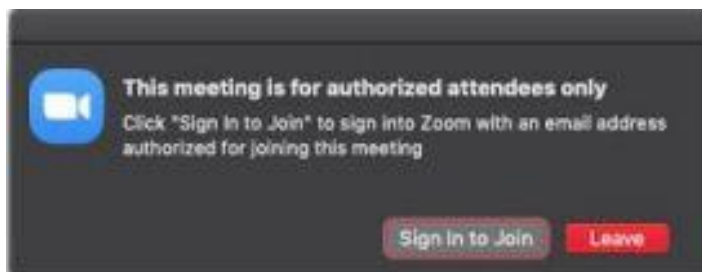 This meeting is for authorized attendees only
Click "Sign In to Join" to sign into Zoom with an email address
authorized for joining this meeting
Sign In to Join Leave